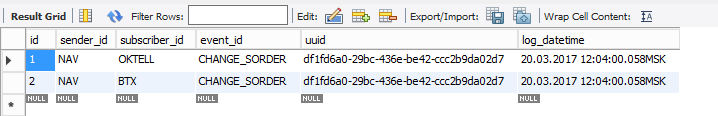 Result Grid Filter Rows: Edit: Export/Import: Wrap Cell Content: IA
id sender_id subscriber_id event_id uuid log_datetime
1 NAV OKTELL CHANGE_SORDER df1fd6a0-29bc-436e-be42-ccc2b9da02d7 20.03.2017 12:04:00.058MSK
2 NAV BTX CHANGE_SORDER df1fd6a0-29bc-436e-be42-ccc2b9da02d7 20.03.2017 12:04:00.058MSK
NULL NULL NULL NULL NULL NULL